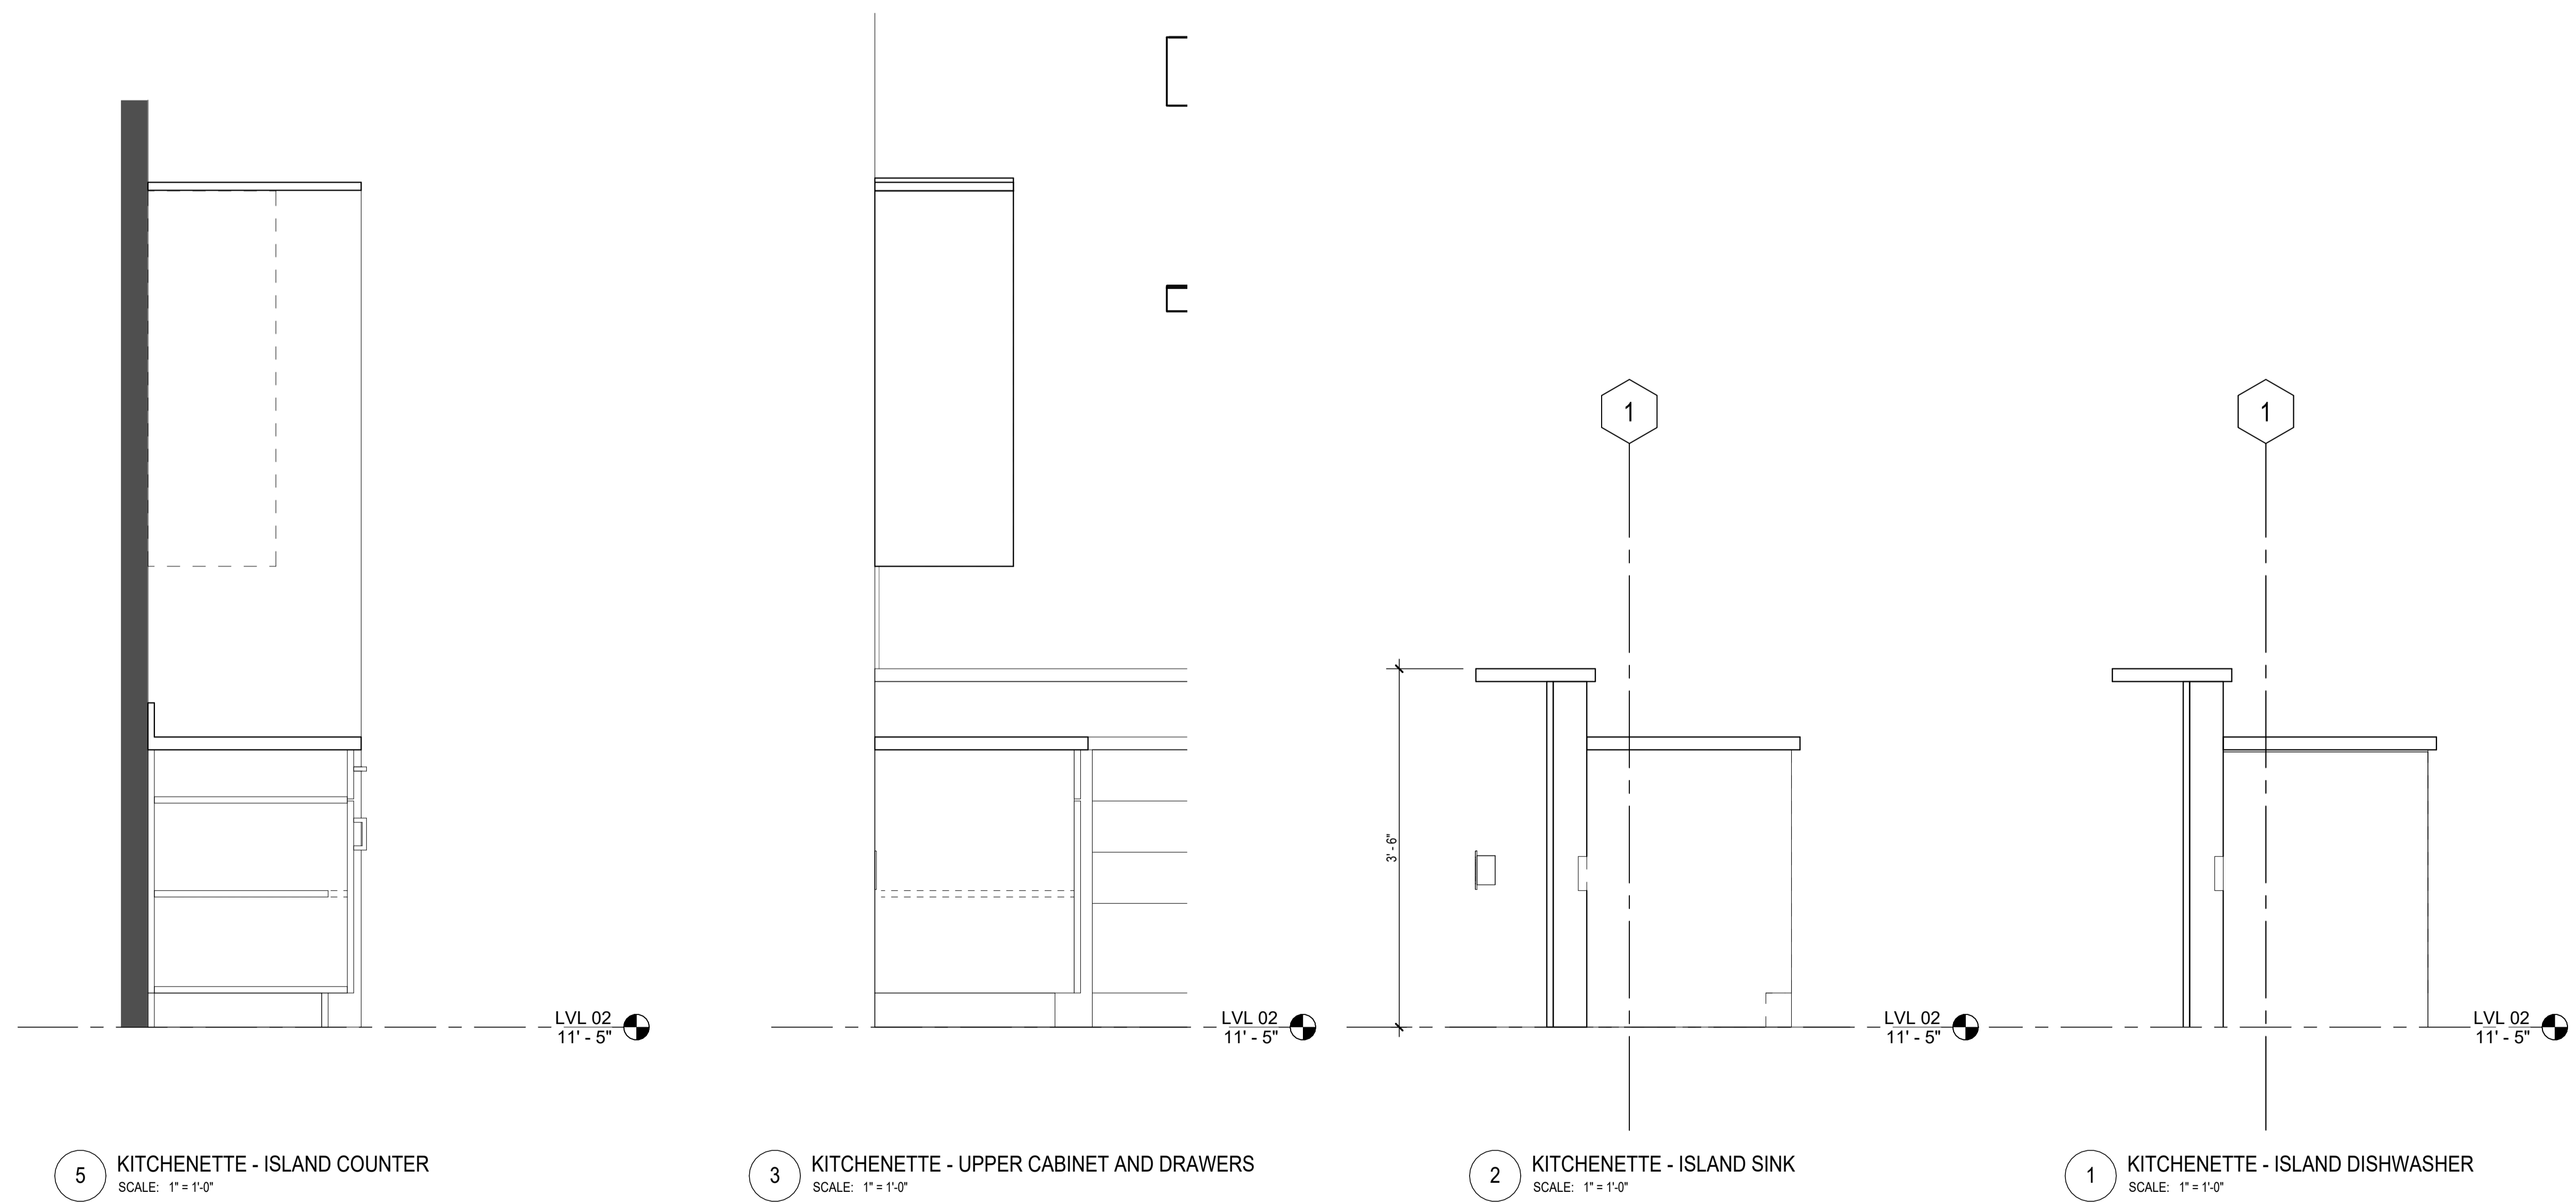 1
1
3' - 6"
LVL 02
11' - 5"
LVL 02
11' - 5"
LVL 02
11' - 5"
LVL 02
11' - 5"
5
KITCHENETTE - ISLAND COUNTER
SCALE: 1" = 1'-0"
3
KITCHENETTE - UPPER CABINET AND DRAWERS
SCALE: 1" = 1'-0"
2
KITCHENETTE - ISLAND SINK
SCALE: 1" = 1'-0"
1
KITCHENETTE - ISLAND DISHWASHER
SCALE: 1" = 1'-0"